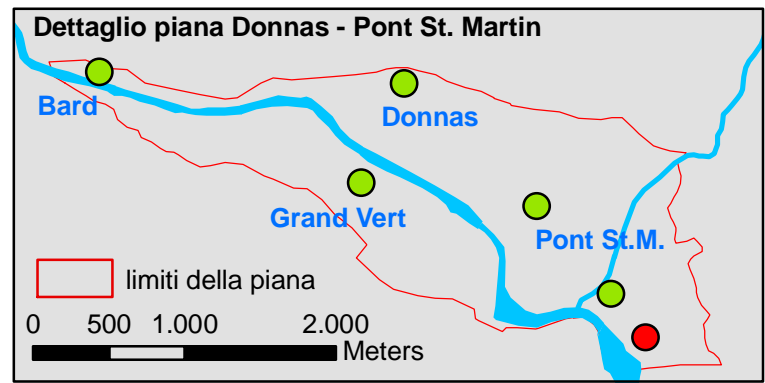 Dettaglio piana Donnas - Pont St. Martin
Bard
Donnas
Grand Vert
Pont St.M.
limiti della piana
0 500 1.000 2.000
Meters